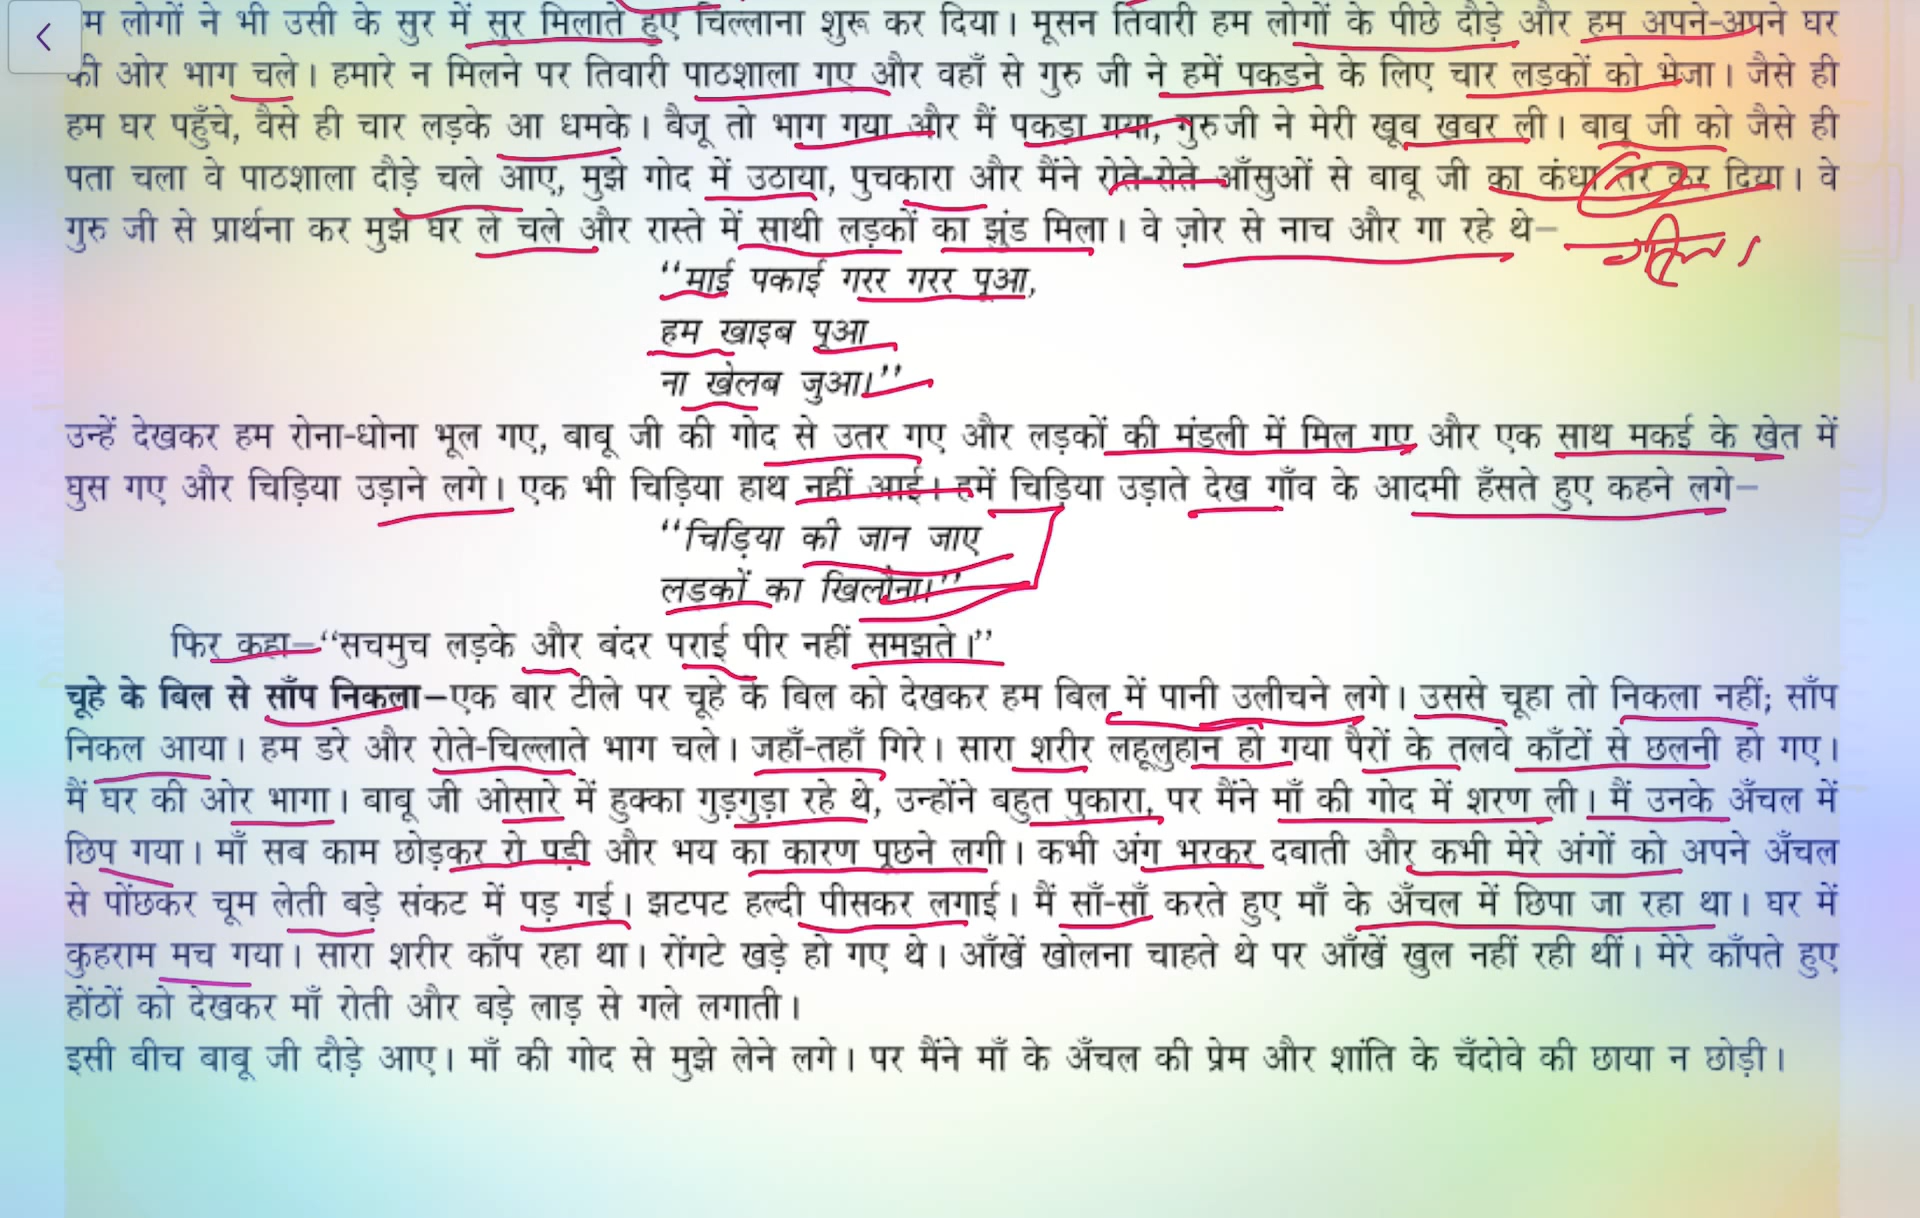 म लोगों ने भी उसी के सुर में सुर मिलाते हुए चिल्लाना शुरू कर दिया। मूसन तिवारी हम लोगों के पीछे दौड़े और हम अपने-अपने घर
की ओर भाग चले। हमारे न मिलने पर तिवारी पाठशाला गए और वहाँ से गुरु जी ने हमें पकडने के लिए चार लड़कों को भेजा। जैसे ही
हम घर पहुँचे, वैसे ही चार लड़के आ धमके। बैजू तो भाग गया और मैं पकड़ा गया, गुरुजी ने मेरी खूब खबर ली। बाबू जी को जैसे ही
पता चला वे पाठशाला दौड़े चले आए, मुझे गोद में उठाया, पुचकारा और मैंने रोते-रोते आँसुओं से बाबू जी का कंधा तर कर दिया। वे
गुरु जी से प्रार्थना कर मुझे घर ले चले और रास्ते में साथी लड़कों का झुंड मिला। वे ज़ोर से नाच और गा रहे थे–
“माई पकाई गरर गरर पूआ,
हम खाइब पूआ
ना खेलब जुआ।”
उन्हें देखकर हम रोना-धोना भूल गए, बाबू जी की गोद से उतर गए और लड़कों की मंडली में मिल गए और एक साथ मकई के खेत में
घुस गए और चिड़िया उड़ाने लगे। एक भी चिड़िया हाथ नहीं आई। हमें चिड़िया उड़ाते देख गाँव के आदमी हँसते हुए कहने लगे–
“चिड़िया की जान जाए
लडकों का खिलौना।”
फिर कहा–“सचमुच लड़के और बंदर पराई पीर नहीं समझते।”
चूहे के बिल से साँप निकला–एक बार टीले पर चूहे के बिल को देखकर हम बिल में पानी उलीचने लगे। उससे चूहा तो निकला नहीं; साँप
निकल आया। हम डरे और रोते-चिल्लाते भाग चले। जहाँ-तहाँ गिरे। सारा शरीर लहूलुहान हो गया पैरों के तलवे काँटों से छलनी हो गए।
मैं घर की ओर भागा। बाबू जी ओसारे में हुक्का गुड़गुड़ा रहे थे, उन्होंने बहुत पुकारा, पर मैंने माँ की गोद में शरण ली। मैं उनके अँचल में
छिप गया। माँ सब काम छोड़कर रो पड़ी और भय का कारण पूछने लगी। कभी अंग भरकर दबाती और कभी मेरे अंगों को अपने अँचल
से पोंछकर चूम लेती बड़े संकट में पड़ गई। झटपट हल्दी पीसकर लगाई। मैं साँ-साँ करते हुए माँ के अँचल में छिपा जा रहा था। घर में
कुहराम मच गया। सारा शरीर काँप रहा था। रोंगटे खड़े हो गए थे। आँखें खोलना चाहते थे पर आँखें खुल नहीं रही थीं। मेरे काँपते हुए
होंठों को देखकर माँ रोती और बड़े लाड़ से गले लगाती।
इसी बीच बाबू जी दौड़े आए। माँ की गोद से मुझे लेने लगे। पर मैंने माँ के अँचल की प्रेम और शांति के चँदोवे की छाया न छोड़ी।